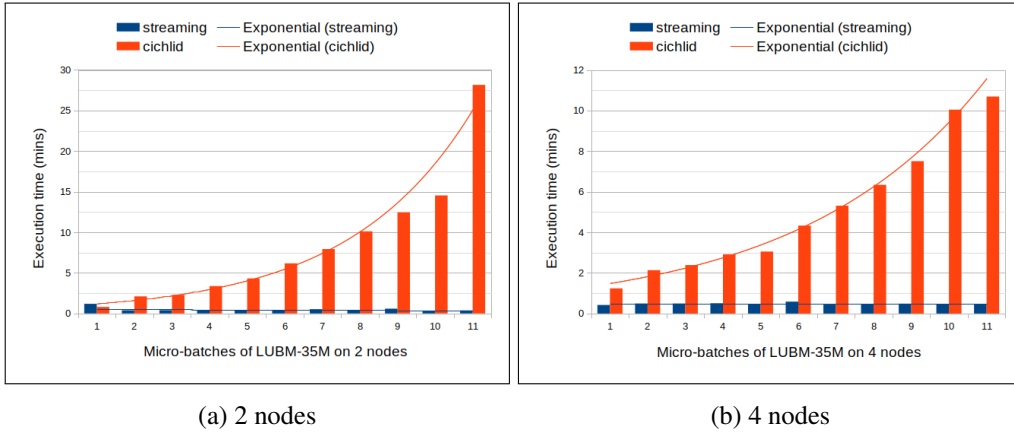 streaming Exponential (streaming)
cichlid Exponential (cichlid)
30
25
20
15
10
5
0
Execution time (mins)
1 2 3 4 5 6 7 8 9 10 11
Micro-batches of LUBM-35M on 2 nodes
(a) 2 nodes
streaming Exponential (streaming)
cichlid Exponential (cichlid)
12
10
8
6
4
2
0
Execution time (mins)
1 2 3 4 5 6 7 8 9 10 11
Micro-batches of LUBM-35M on 4 nodes
(b) 4 nodes